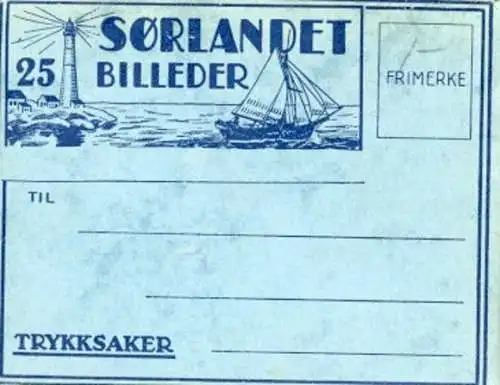 SØRLANDET
25 BILLEDER
FRIMERKE
TIL
TRYKKSAKER